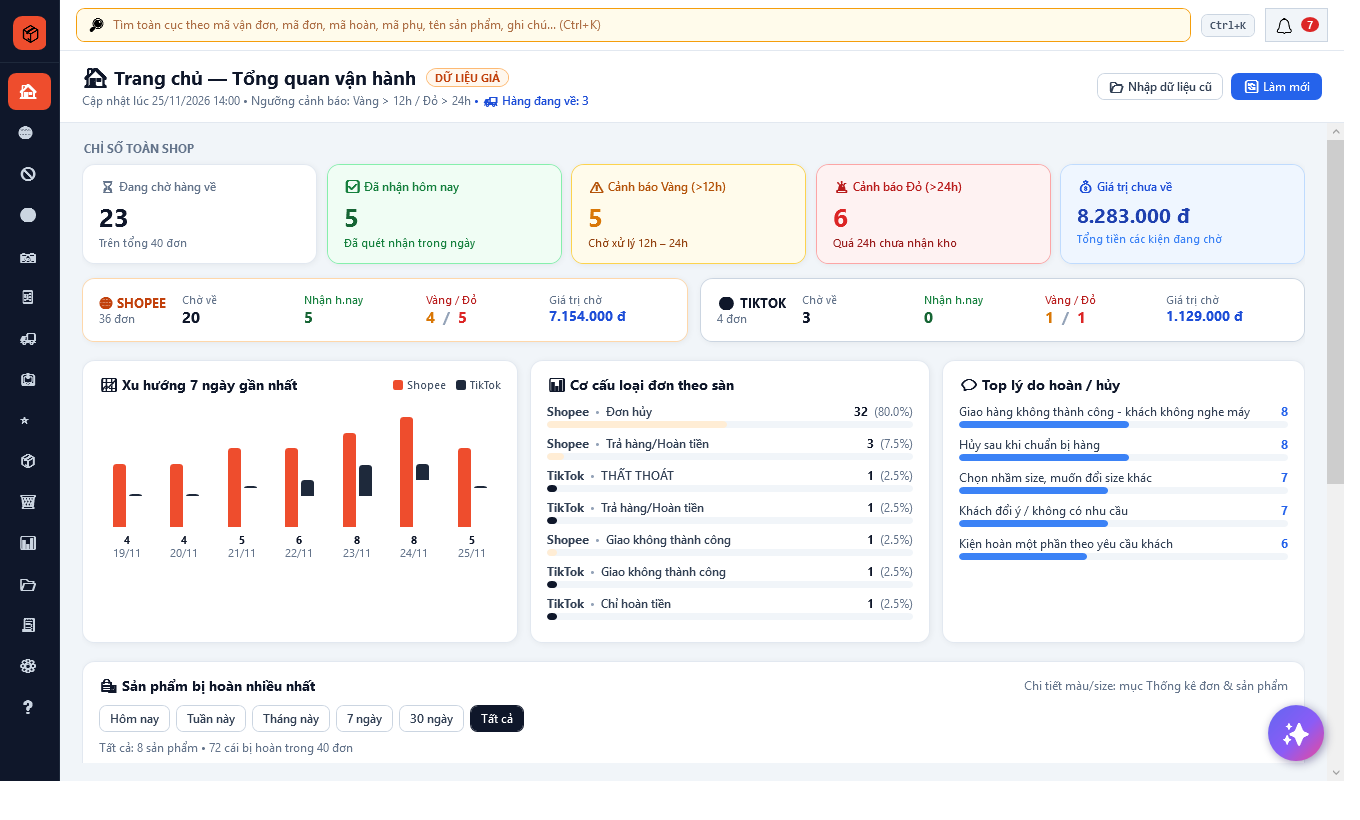 Tìm toàn cục theo mã vận đơn, mã đơn, mã hoàn, mã phụ, tên sản phẩm, ghi chú... (Ctrl+K)
Ctrl+K
7
Trang chủ — Tổng quan vận hành
DỮ LIỆU GIẢ
Cập nhật lúc 25/11/2026 14:00 • Ngưỡng cảnh báo: Vàng > 12h / Đỏ > 24h • Hàng đang về: 3
Nhập dữ liệu cũ
Làm mới
CHỈ SỐ TOÀN SHOP
Đang chờ hàng về
23
Trên tổng 40 đơn
Đã nhận hôm nay
5
Đã quét nhận trong ngày
Cảnh báo Vàng (>12h)
5
Chờ xử lý 12h – 24h
Cảnh báo Đỏ (>24h)
6
Quá 24h chưa nhận kho
Giá trị chưa về
8.283.000 đ
Tổng tiền các kiện đang chờ
SHOPEE
36 đơn
Chờ về
20
Nhận h.nay
5
Vàng / Đỏ
4 / 5
Giá trị chờ
7.154.000 đ
TIKTOK
4 đơn
Chờ về
3
Nhận h.nay
0
Vàng / Đỏ
1 / 1
Giá trị chờ
1.129.000 đ
Xu hướng 7 ngày gần nhất
Shopee
TikTok
4 4 5 6 8 8 5
19/11 20/11 21/11 22/11 23/11 24/11 25/11
Cơ cấu loại đơn theo sàn
Shopee • Đơn hủy 32 (80.0%)
Shopee • Trả hàng/Hoàn tiền 3 (7.5%)
TikTok • THẤT THOÁT 1 (2.5%)
TikTok • Trả hàng/Hoàn tiền 1 (2.5%)
Shopee • Giao không thành công 1 (2.5%)
TikTok • Giao không thành công 1 (2.5%)
TikTok • Chỉ hoàn tiền 1 (2.5%)
Top lý do hoàn / hủy
Giao hàng không thành công - khách không nghe máy 8
Hủy sau khi chuẩn bị hàng 8
Chọn nhầm size, muốn đổi size khác 7
Khách đổi ý / không có nhu cầu 7
Kiện hoàn một phần theo yêu cầu khách 6
Sản phẩm bị hoàn nhiều nhất
Chi tiết màu/size: mục Thống kê đơn & sản phẩm
Hôm nay
Tuần này
Tháng này
7 ngày
30 ngày
Tất cả
Tất cả: 8 sản phẩm • 72 cái bị hoàn trong 40 đơn